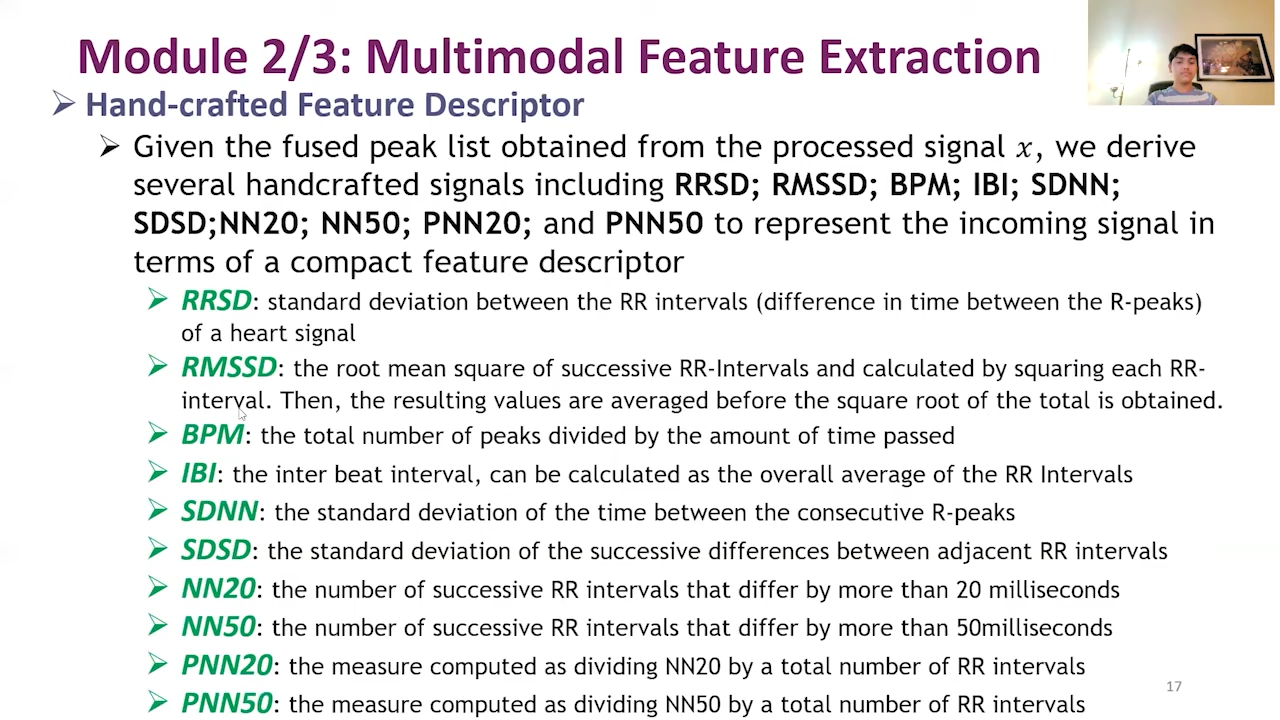 Module 2/3: Multimodal Feature Extraction
➢ Hand-crafted Feature Descriptor
➢ Given the fused peak list obtained from the processed signal x, we derive
several handcrafted signals including RRSD; RMSSD; BPM; IBI; SDNN;
SDSD;NN20; NN50; PNN20; and PNN50 to represent the incoming signal in
terms of a compact feature descriptor
➢ RRSD: standard deviation between the RR intervals (difference in time between the R-peaks)
of a heart signal
➢ RMSSD: the root mean square of successive RR-Intervals and calculated by squaring each RR-
interval. Then, the resulting values are averaged before the square root of the total is obtained.
➢ BPM: the total number of peaks divided by the amount of time passed
➢ IBI: the inter beat interval, can be calculated as the overall average of the RR Intervals
➢ SDNN: the standard deviation of the time between the consecutive R-peaks
➢ SDSD: the standard deviation of the successive differences between adjacent RR intervals
➢ NN20: the number of successive RR intervals that differ by more than 20 milliseconds
➢ NN50: the number of successive RR intervals that differ by more than 50milliseconds
➢ PNN20: the measure computed as dividing NN20 by a total number of RR intervals
➢ PNN50: the measure computed as dividing NN50 by a total number of RR intervals
17